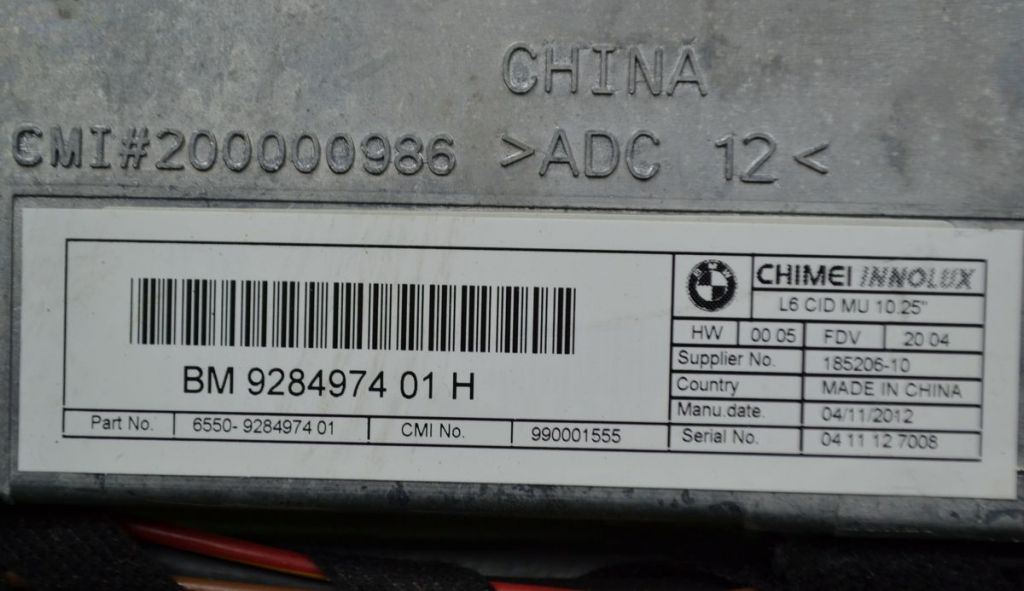 CHINA
CMI#200000986 >ADC 12<
BM 9284974 01 H
Part No. 6550- 9284974 01 CMI No. 990001555
BMW
CHIMEI INNOLUX
L6 CID MU 10.25"
HW 00 05 FDV 20 04
Supplier No. 185206-10
Country MADE IN CHINA
Manu.date. 04/11/2012
Serial No. 04 11 12 7008